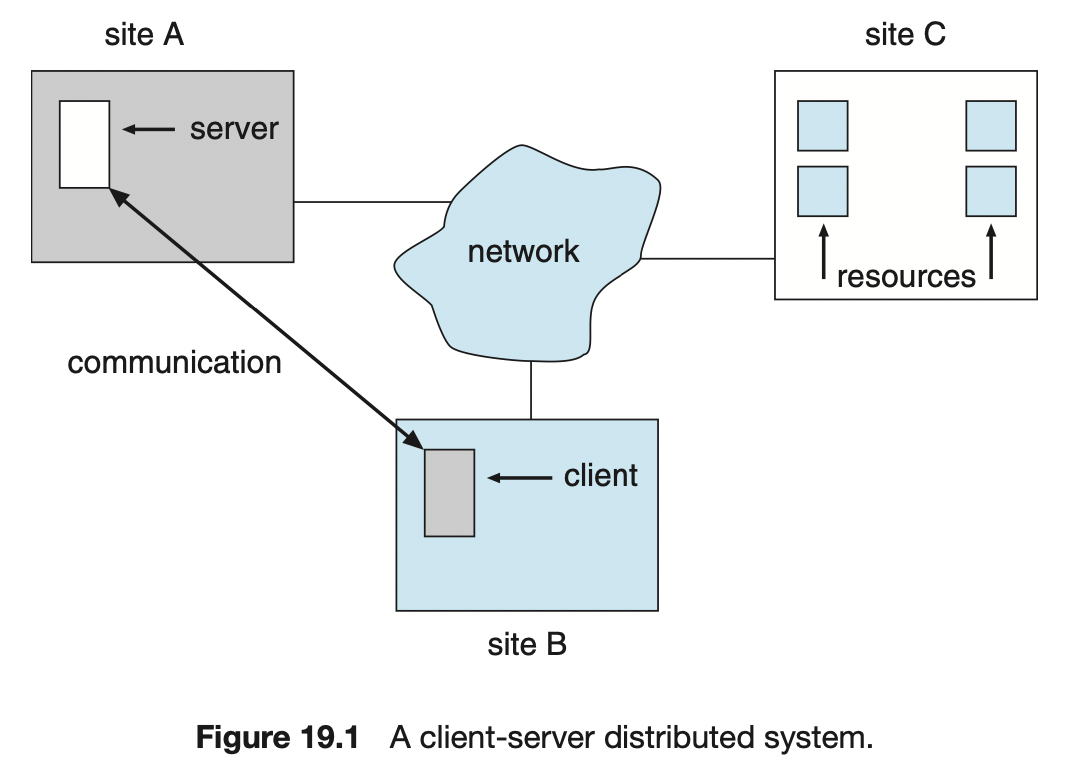 site A
site C
server
network
resources
communication
client
site B
Figure 19.1 A client-server distributed system.